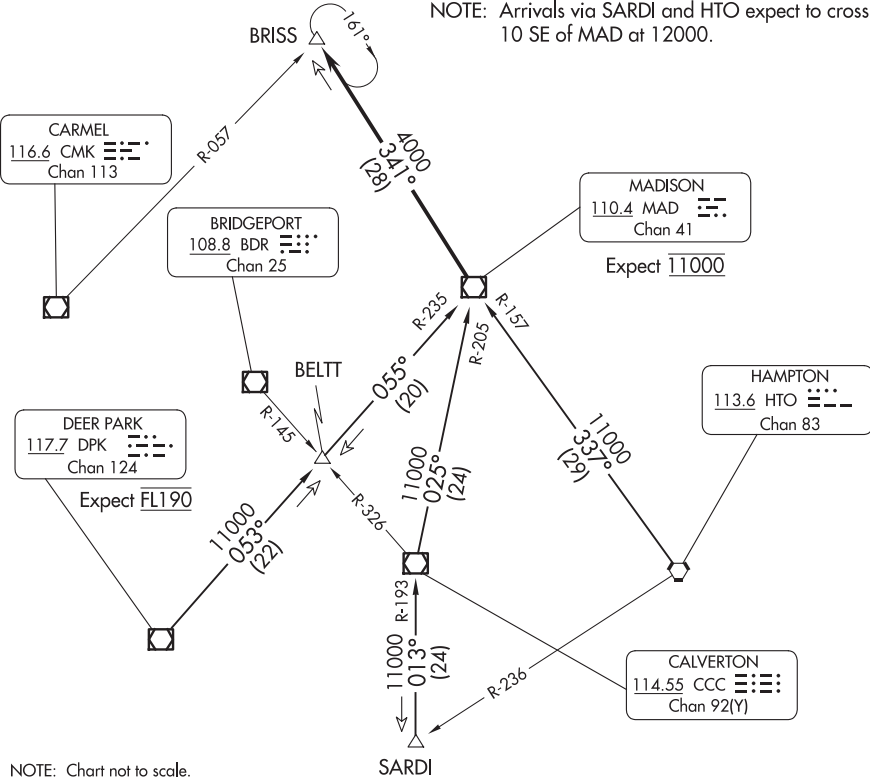 NOTE: Arrivals via SARDI and HTO expect to cross
10 SE of MAD at 12000.
BRISS
161°
R-057
CARMEL
116.6 CMK
Chan 113
4000
341°
(28)
MADISON
110.4 MAD
Chan 41
Expect 11000
BRIDGEPORT
108.8 BDR
Chan 25
R-235
R-205
R-157
BELTT
055°
(20)
R-145
HAMPTON
113.6 HTO
Chan 83
DEER PARK
117.7 DPK
Chan 124
Expect FL190
11000
053°
(22)
R-326
11000
025°
(24)
11000
337°
(29)
R-193
11000
013°
(24)
R-236
CALVERTON
114.55 CCC
Chan 92(Y)
SARDI
NOTE: Chart not to scale.